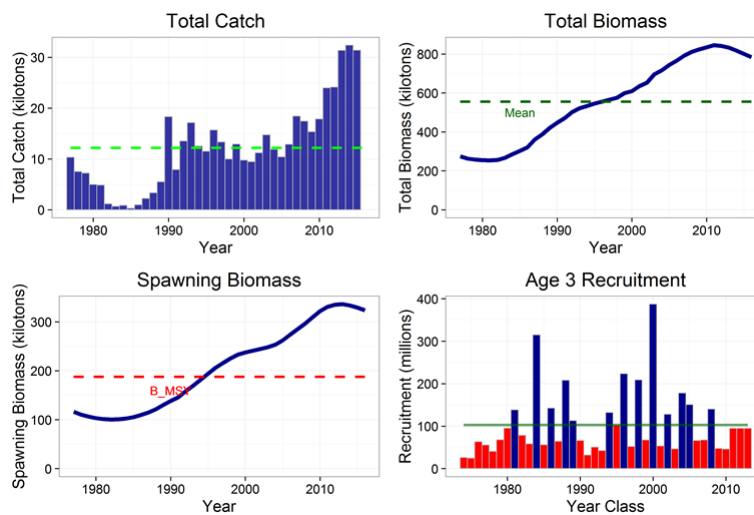 Total Catch
Total Catch (kilotons)
30
20
10
0
1980
1990
2000
2010
Year
Total Biomass
Total Biomass (kilotons)
800
600
400
200
0
Mean
1980
1990
2000
2010
Year
Spawning Biomass
Spawning Biomass (kilotons)
300
200
100
0
B_MSY
1980
1990
2000
2010
Year
Age 3 Recruitment
Recruitment (millions)
400
300
200
100
0
1980
1990
2000
2010
Year Class